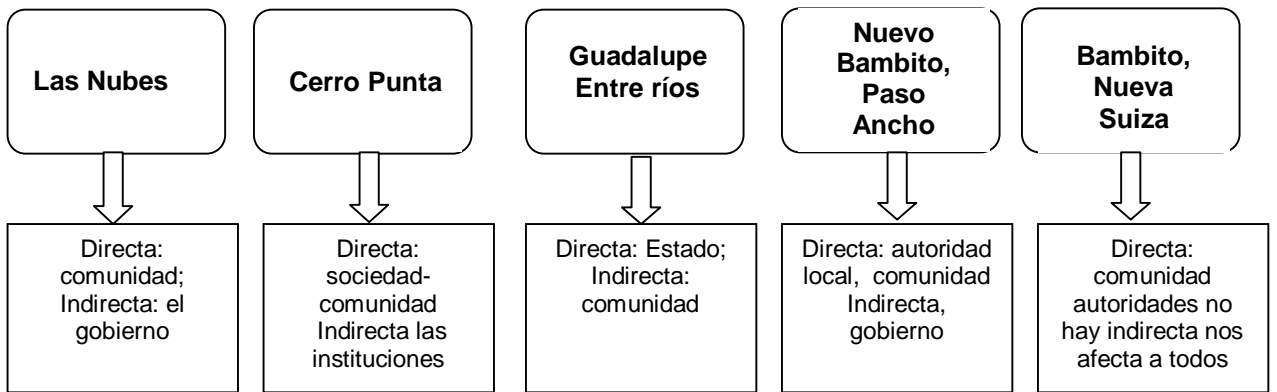 Las Nubes
Cerro Punta
Guadalupe
Entre ríos
Nuevo
Bambito,
Paso
Ancho
Bambito,
Nueva
Suiza
Directa:
comunidad;
Indirecta: el
gobierno
Directa:
sociedad-
comunidad
Indirecta las
instituciones
Directa: Estado;
Indirecta:
comunidad
Directa: autoridad
local, comunidad
Indirecta,
gobierno
Directa:
comunidad
autoridades no
hay indirecta nos
afecta a todos